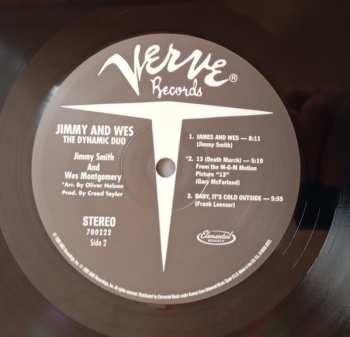 Verve®
Records
JIMMY AND WES
THE DYNAMIC DUO
Jimmy Smith
And
Wes Montgomery
*Arr. By Oliver Nelson
Prod. By Creed Taylor
STEREO
700222
Side 2
1. JAMES AND WES — 8:11
(Jimmy Smith)
*2. 13 (Death March) — 5:19
From the M-G-M Motion
Picture "13"
(Gary McFarland)
3. BABY, IT'S COLD OUTSIDE — 5:55
(Frank Loesser)
Elemental